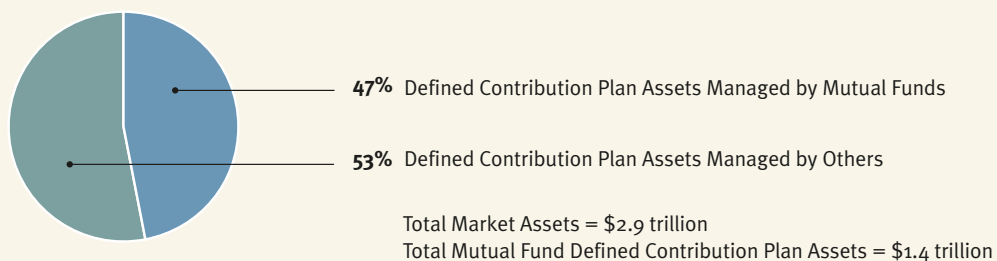 47% Defined Contribution Plan Assets Managed by Mutual Funds
53% Defined Contribution Plan Assets Managed by Others
Total Market Assets = $2.9 trillion
Total Mutual Fund Defined Contribution Plan Assets = $1.4 trillion